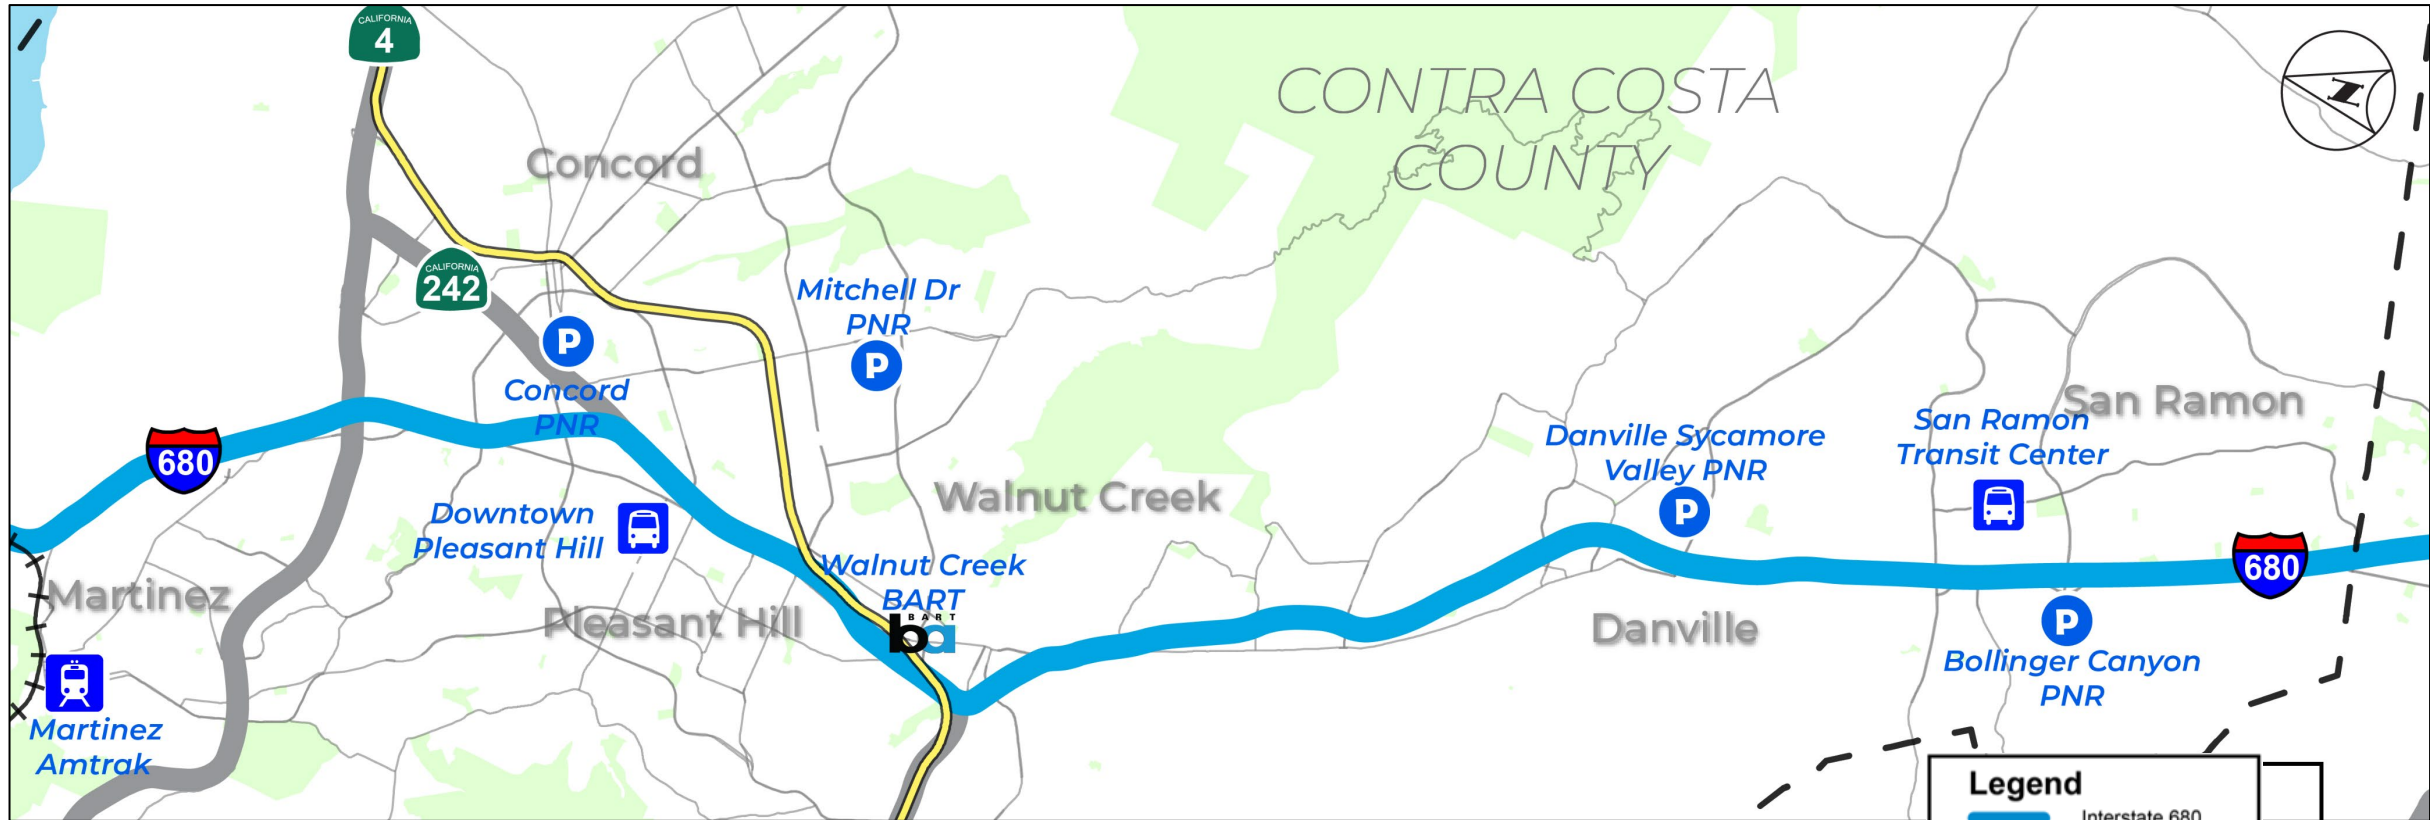 CALIFORNIA
4
CONTRA COSTA
COUNTY
N
Concord
CALIFORNIA
242
Mitchell Dr
PNR
P
P
Concord
PNR
680
Downtown
Pleasant Hill
Walnut Creek
Danville Sycamore
Valley PNR
P
San Ramon
San Ramon
Transit Center
680
Martinez
Pleasant Hill
Walnut Creek
BART
BART
ba
Danville
P
Bollinger Canyon
PNR
Martinez
Amtrak
Legend
Interstate 680